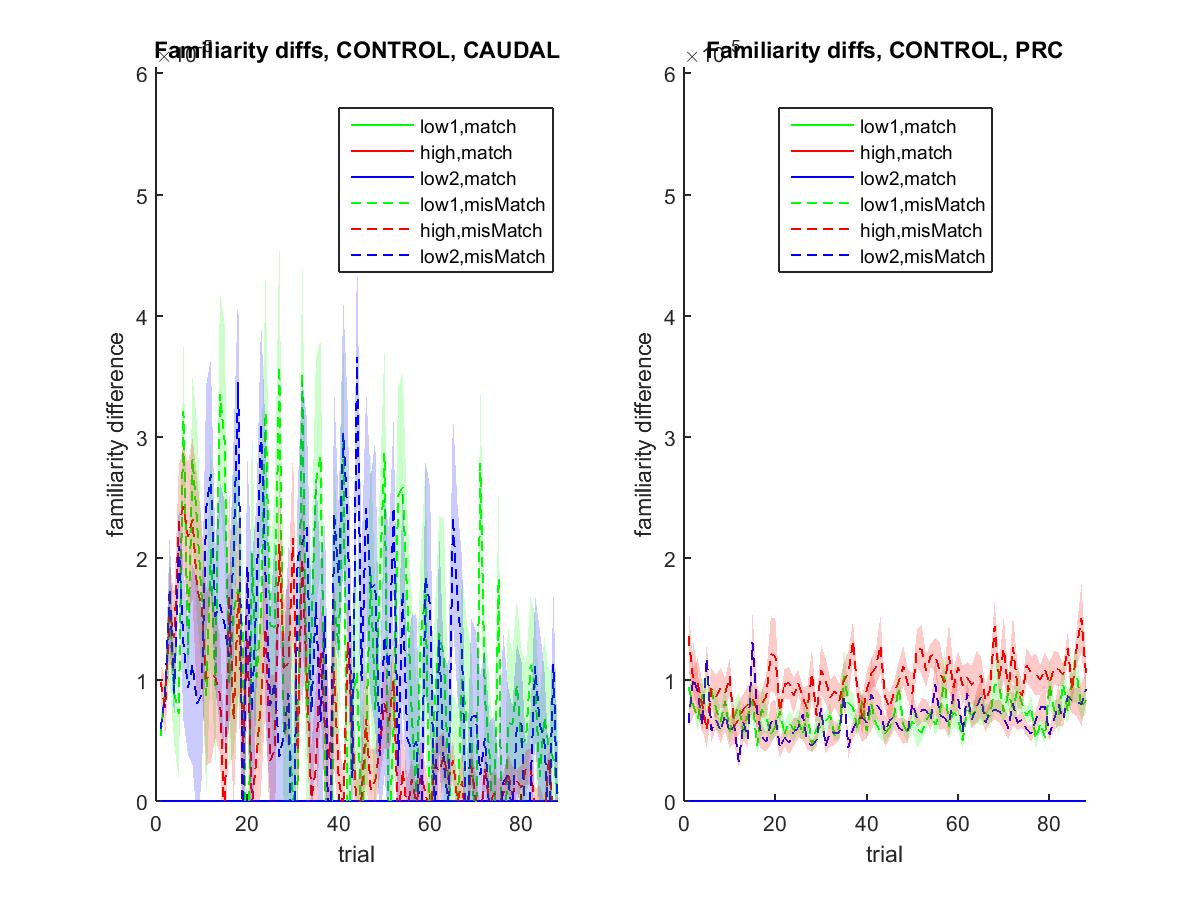 Familiarity diffs, CONTROL, CAUDAL
× 10-5
6
5
4
3
2
1
0
familiarity difference
low1,match
high,match
low2,match
low1,misMatch
high,misMatch
low2,misMatch
0 20 40 60 80
trial
Familiarity diffs, CONTROL, PRC
× 10-5
6
5
4
3
2
1
0
familiarity difference
low1,match
high,match
low2,match
low1,misMatch
high,misMatch
low2,misMatch
0 20 40 60 80
trial